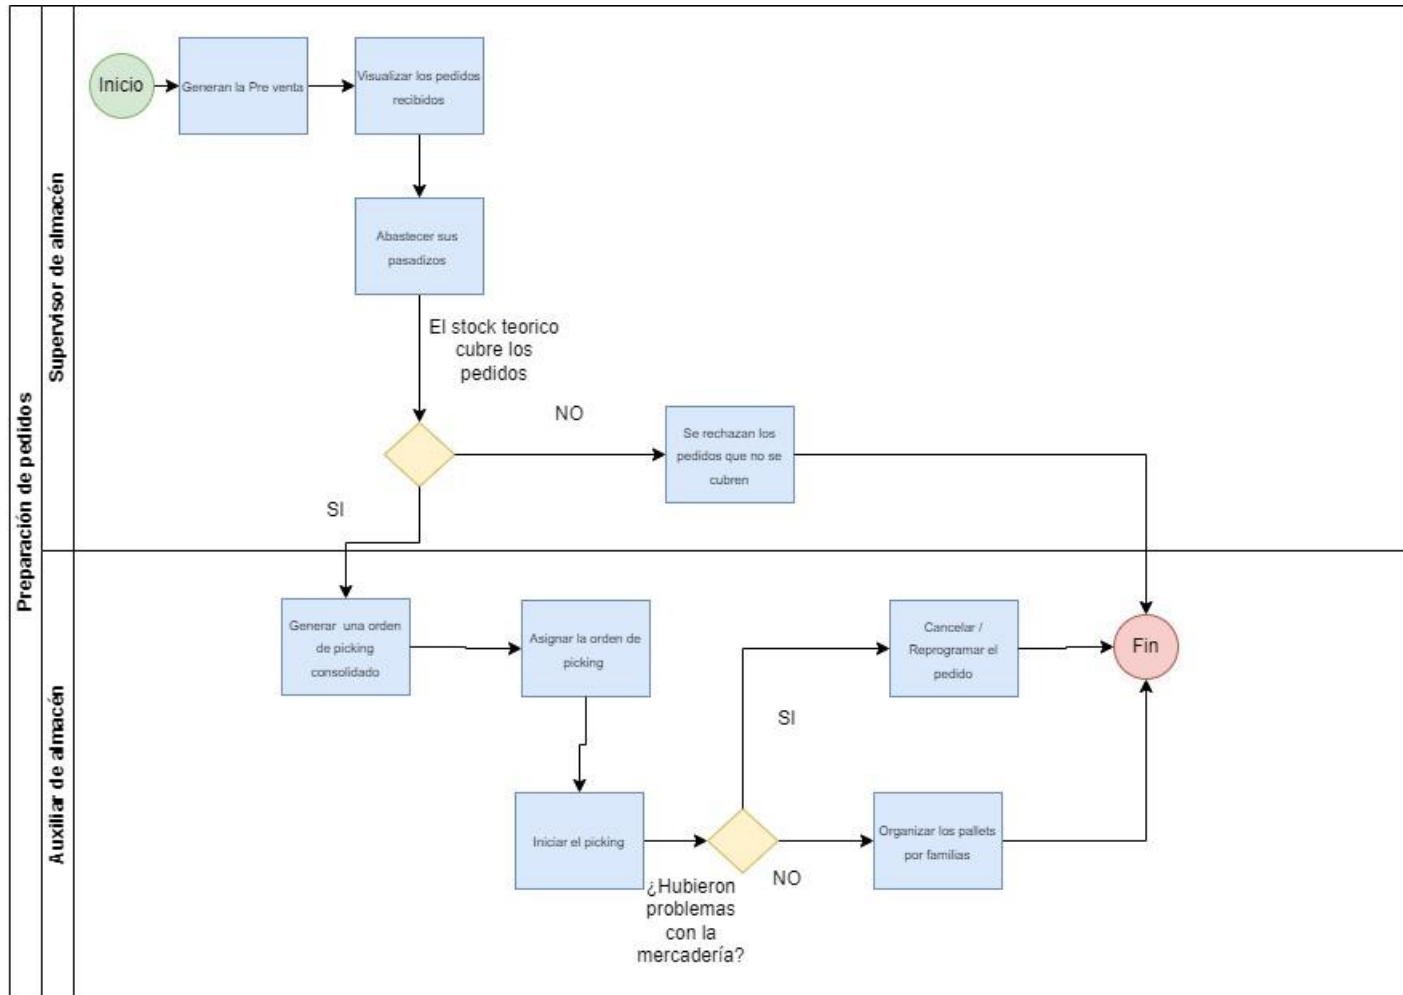 Preparación de pedidos
Supervisor de almacén
Inicio
Generan la Pre venta
Visualizar los pedidos
recibidos
Abastecer sus
pasadizos
El stock teorico
cubre los
pedidos
NO
Se rechazan los
pedidos que no se
cubren
SI
Auxiliar de almacén
Generar una orden
de picking
consolidado
Asignar la orden de
picking
Cancelar /
Reprogramar el
pedido
Fin
SI
Iniciar el picking
¿Hubieron
problemas
con la
mercadería?
NO
Organizar los pallets
por familias